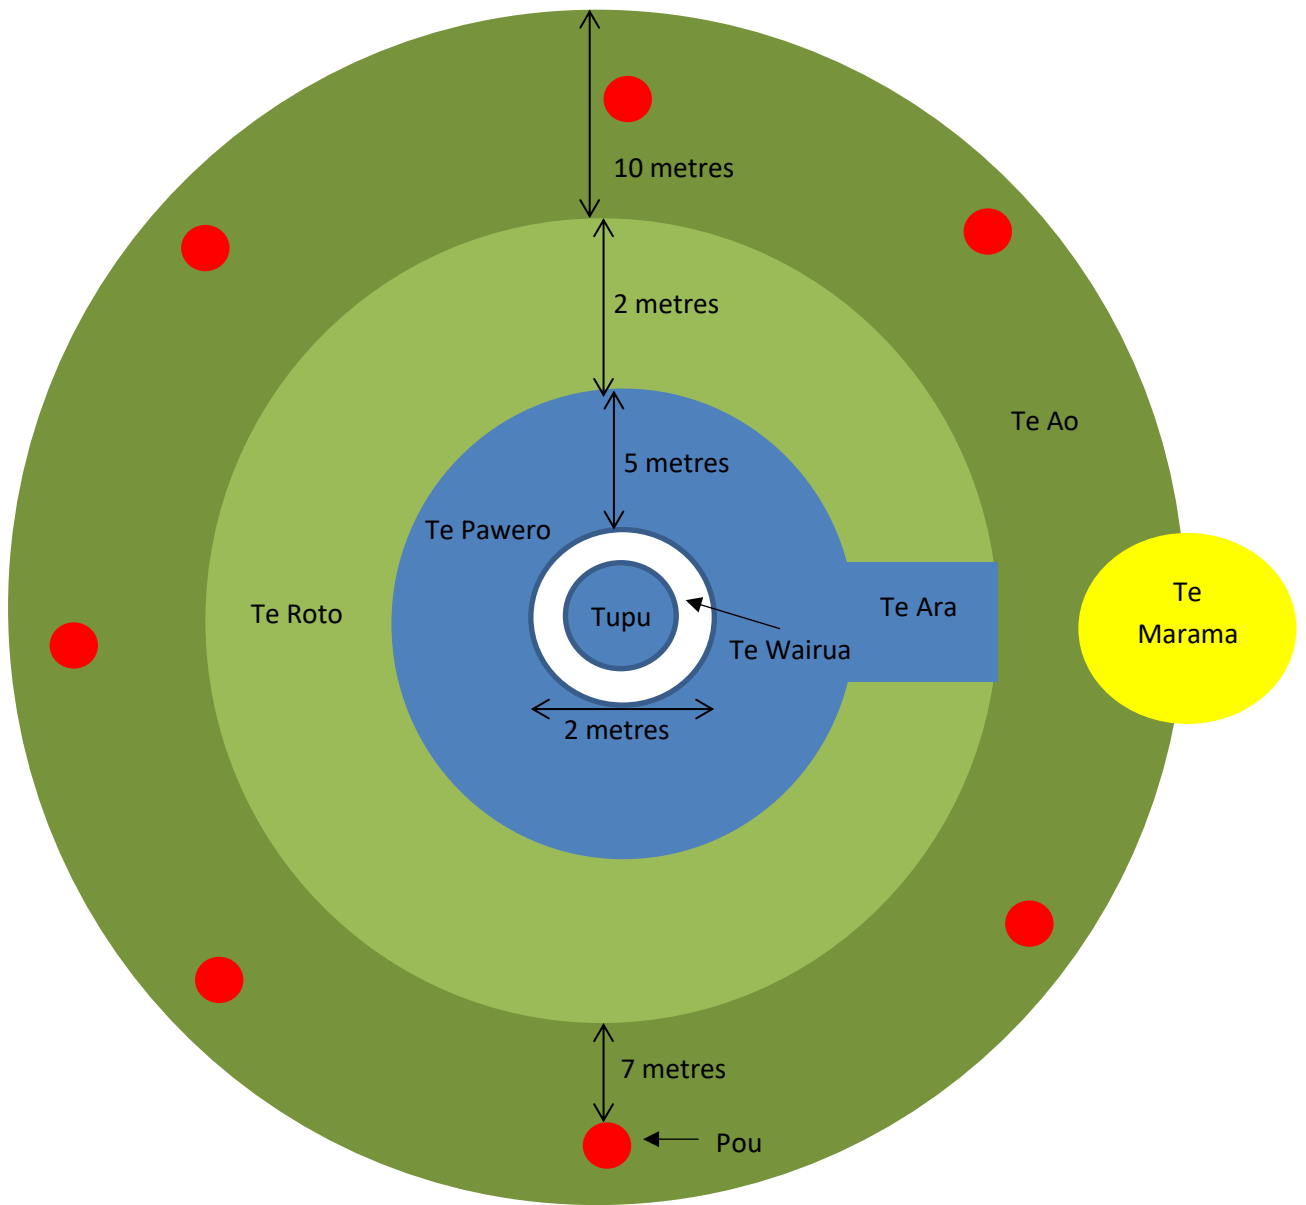 10 metres
2 metres
Te Ao
5 metres
Te Pawero
Te
Marama
Te Ara
Te Roto
Tupu
Te Wairua
2 metres
7 metres
Pou